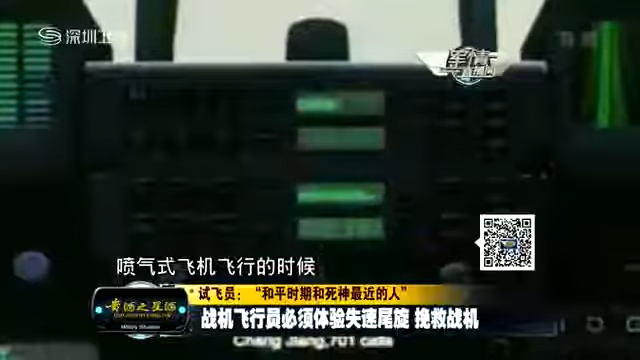 深圳卫
喷气式飞机飞行的时候
试飞员：“和平时期和死神最近的人”
战机飞行员必须体验失速尾旋 挽救战机
Chang Jiang,701 calls